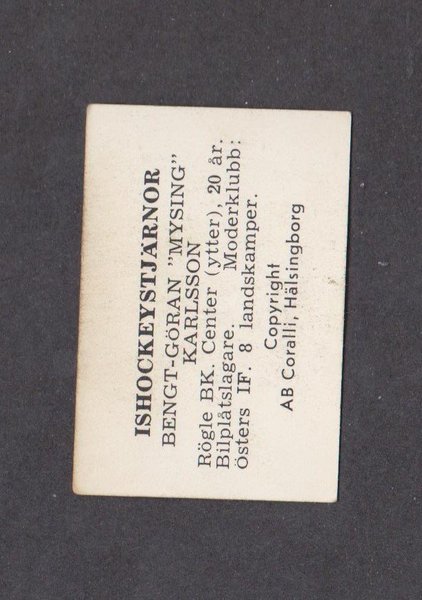 ISHOCKEYSTJÄRNOR
BENGT-GÖRAN "MYSING"
KARLSSON
Rögle BK. Center (ytter), 20 år.
Bilplåtslagare. Moderklubb:
Östers IF. 8 landskamper.
Copyright
AB Coralli, Hälsingborg